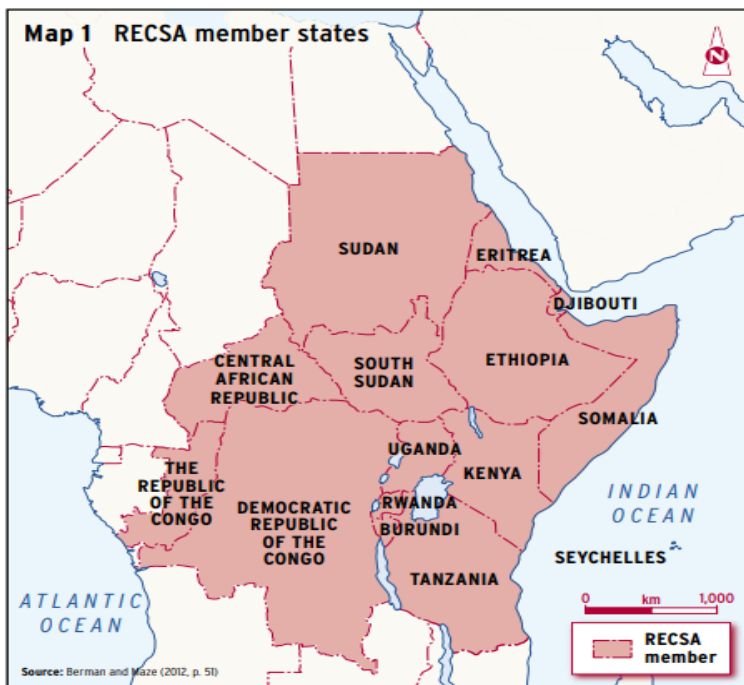 Map 1 RECSA member states
N
SUDAN
ERITREA
DJIBOUTI
CENTRAL
AFRICAN
REPUBLIC
SOUTH
SUDAN
ETHIOPIA
SOMALIA
UGANDA
KENYA
THE
REPUBLIC
OF THE
CONGO
DEMOCRATIC
REPUBLIC
OF THE
CONGO
RWANDA
BURUNDI
TANZANIA
INDIAN
OCEAN
SEYCHELLES
ATLANTIC
OCEAN
0 km 1,000
RECSA
member
Source: Berman and Maze (2012, p. 51)